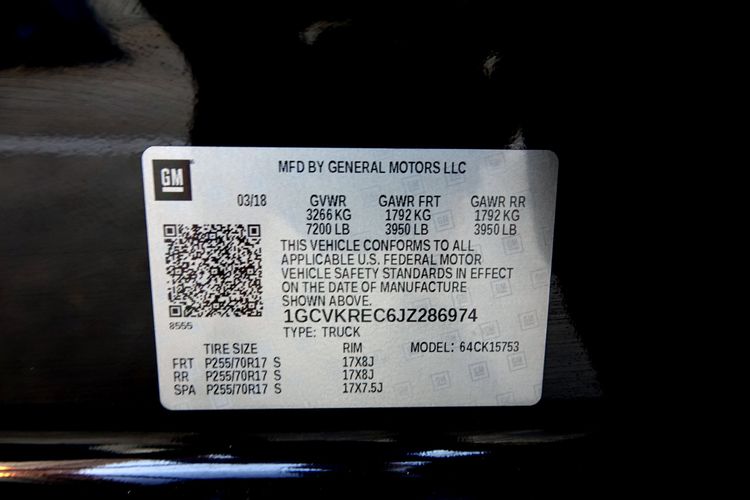 GM
MFD BY GENERAL MOTORS LLC
03/18 GVWR GAWR FRT GAWR RR
3266 KG 1792 KG 1792 KG
7200 LB 3950 LB 3950 LB
THIS VEHICLE CONFORMS TO ALL
APPLICABLE U.S. FEDERAL MOTOR
VEHICLE SAFETY STANDARDS IN EFFECT
ON THE DATE OF MANUFACTURE
SHOWN ABOVE.
8555
1GCVKREC6JZ286974
TYPE: TRUCK
TIRE SIZE RIM MODEL: 64CK15753
FRT P255/70R17 S 17X8J
RR P255/70R17 S 17X8J
SPA P255/70R17 S 17X7.5J